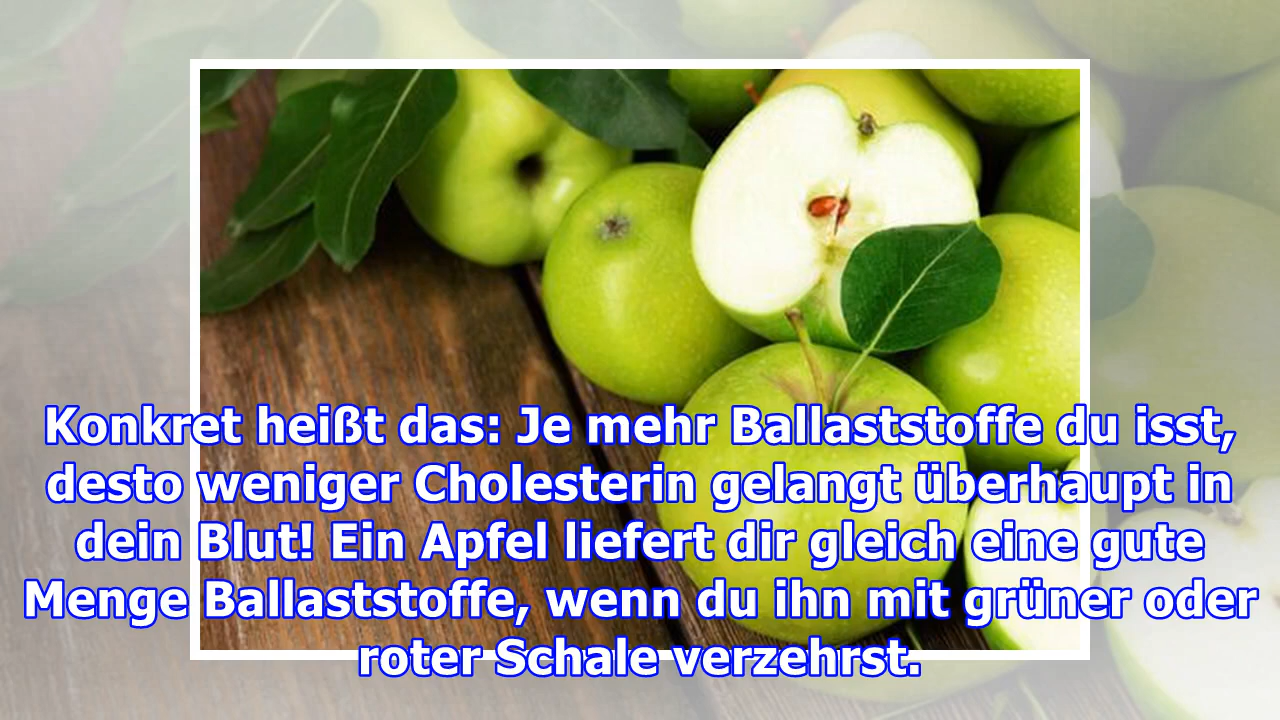 Konkret heißt das: Je mehr Ballaststoffe du isst,
desto weniger Cholesterin gelangt überhaupt in
dein Blut! Ein Apfel liefert dir gleich eine gute
Menge Ballaststoffe, wenn du ihn mit grüner oder
roter Schale verzehrst.